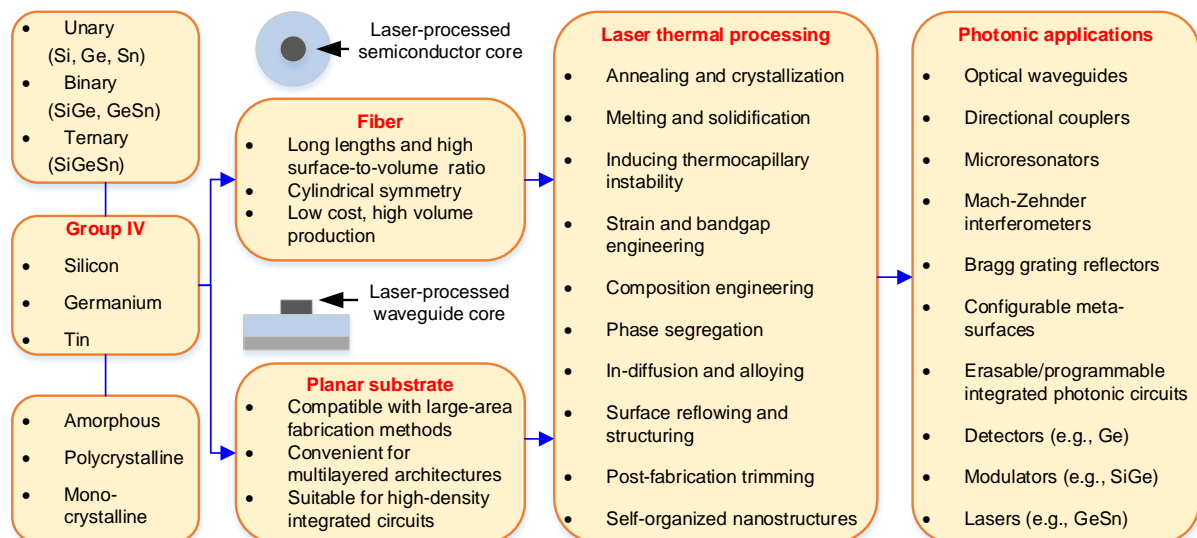 Unary
(Si, Ge, Sn)
Binary
(SiGe, GeSn)
Ternary
(SiGeSn)
Group IV
Silicon
Germanium
Tin
Amorphous
Polycrystalline
Mono-
crystalline
Laser-processed
semiconductor core
Fiber
Long lengths and high
surface-to-volume ratio
Cylindrical symmetry
Low cost, high volume
production
Laser-processed
waveguide core
Planar substrate
Compatible with large-area
fabrication methods
Convenient for
multilayered architectures
Suitable for high-density
integrated circuits
Laser thermal processing
Annealing and crystallization
Melting and solidification
Inducing thermocapillary
instability
Strain and bandgap
engineering
Composition engineering
Phase segregation
In-diffusion and alloying
Surface reflowing and
structuring
Post-fabrication trimming
Self-organized nanostructures
Photonic applications
Optical waveguides
Directional couplers
Microresonators
Mach-Zehnder
interferometers
Bragg grating reflectors
Configurable meta-
surfaces
Erasable/programmable
integrated photonic circuits
Detectors (e.g., Ge)
Modulators (e.g., SiGe)
Lasers (e.g., GeSn)